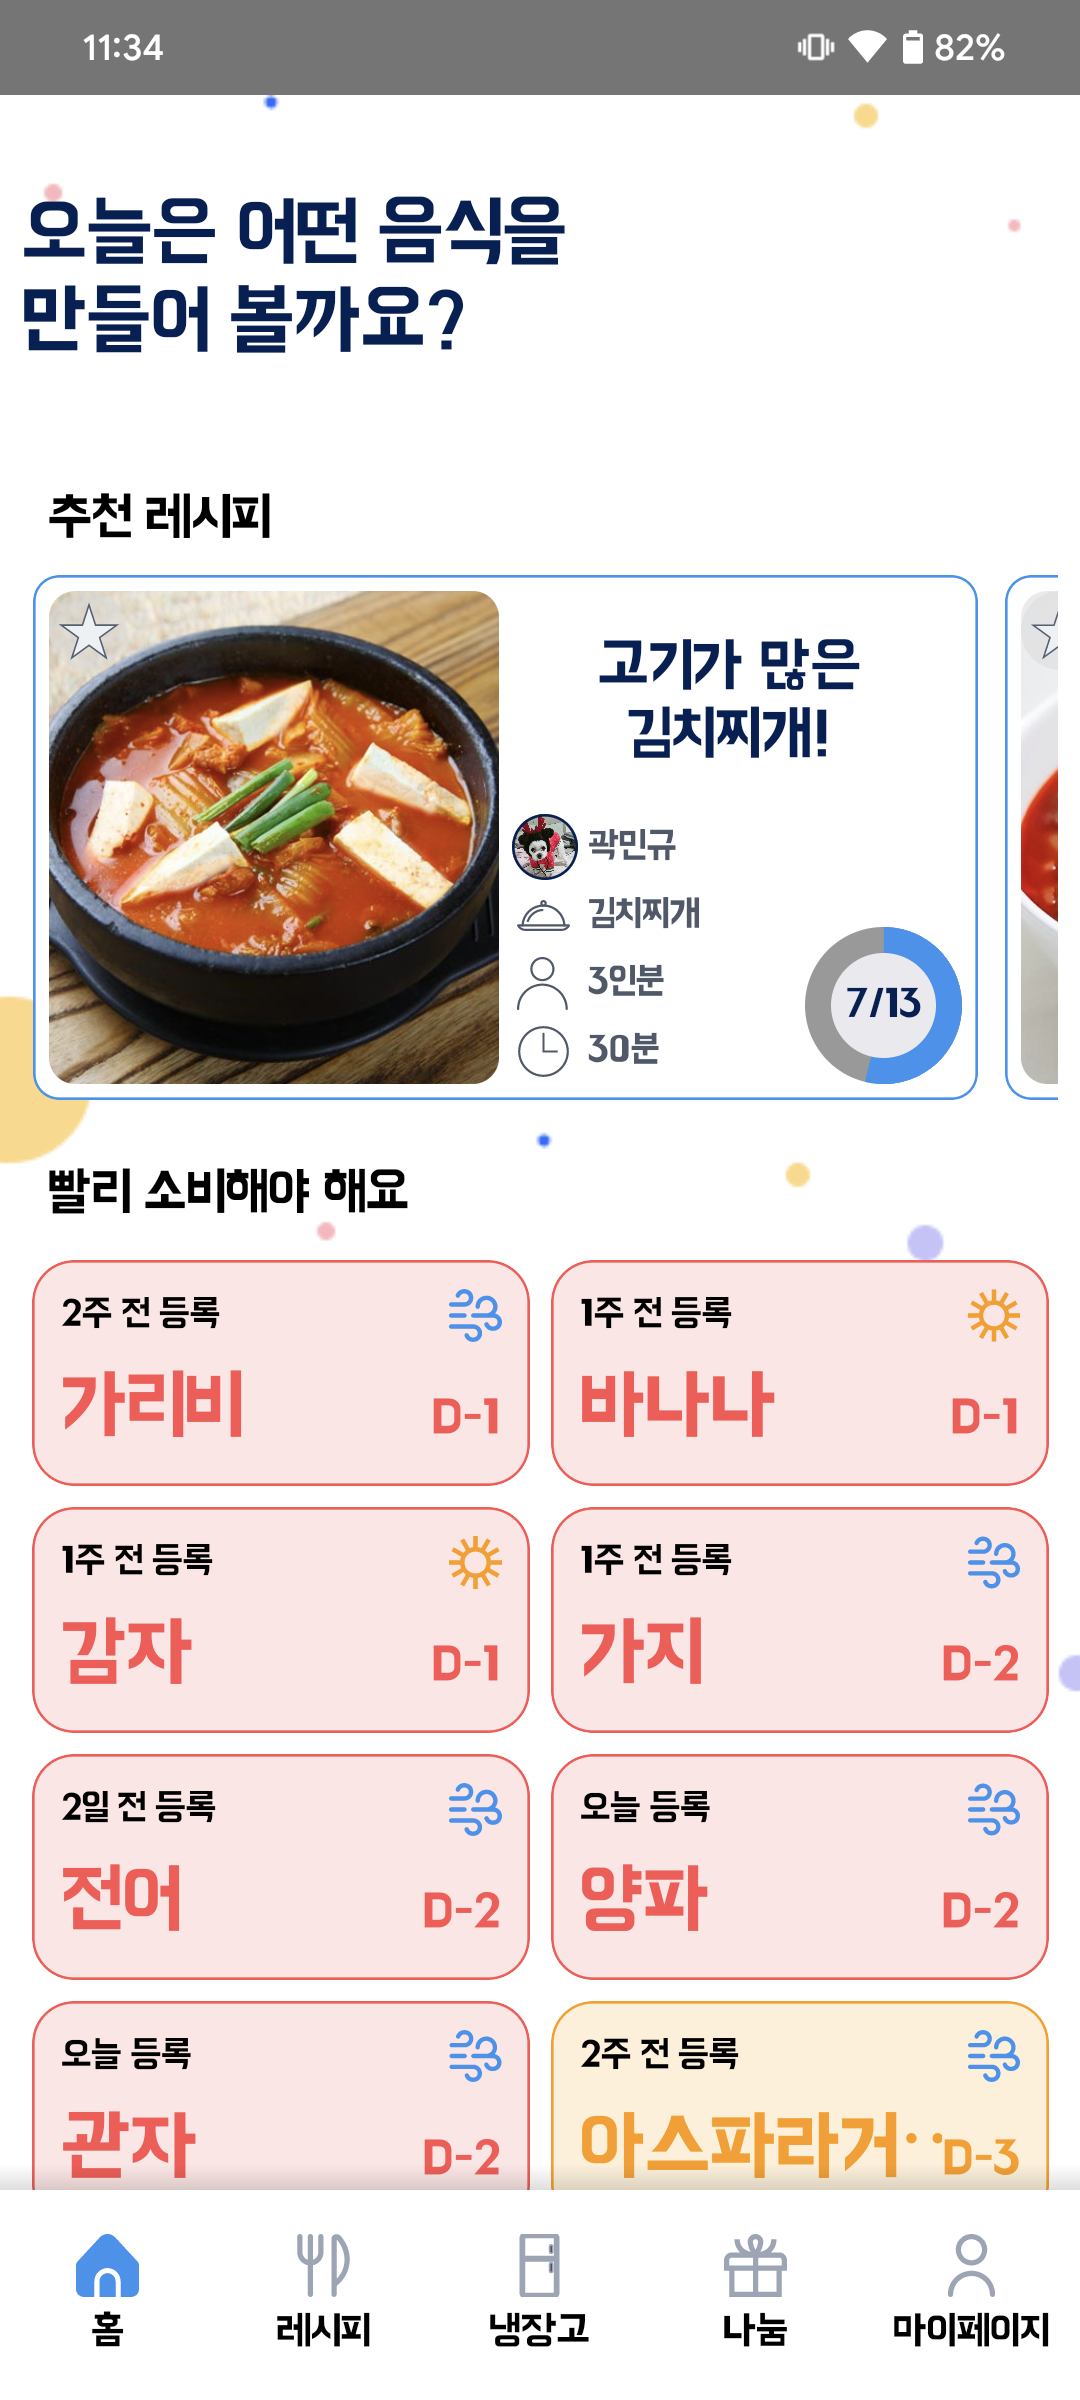 11:34
82%
오늘은 어떤 음식을
만들어 볼까요?
추천 레시피
고기가 많은
김치찌개!
곽민규
김치찌개
3인분
30분
7/13
빨리 소비해야 해요
2주 전 등록
가리비
D-1
1주 전 등록
바나나
D-1
1주 전 등록
감자
D-1
1주 전 등록
가지
D-2
2일 전 등록
전어
D-2
오늘 등록
양파
D-2
오늘 등록
관자
D-2
2주 전 등록
아스파라거··
D-3
홈
레시피
냉장고
나눔
마이페이지